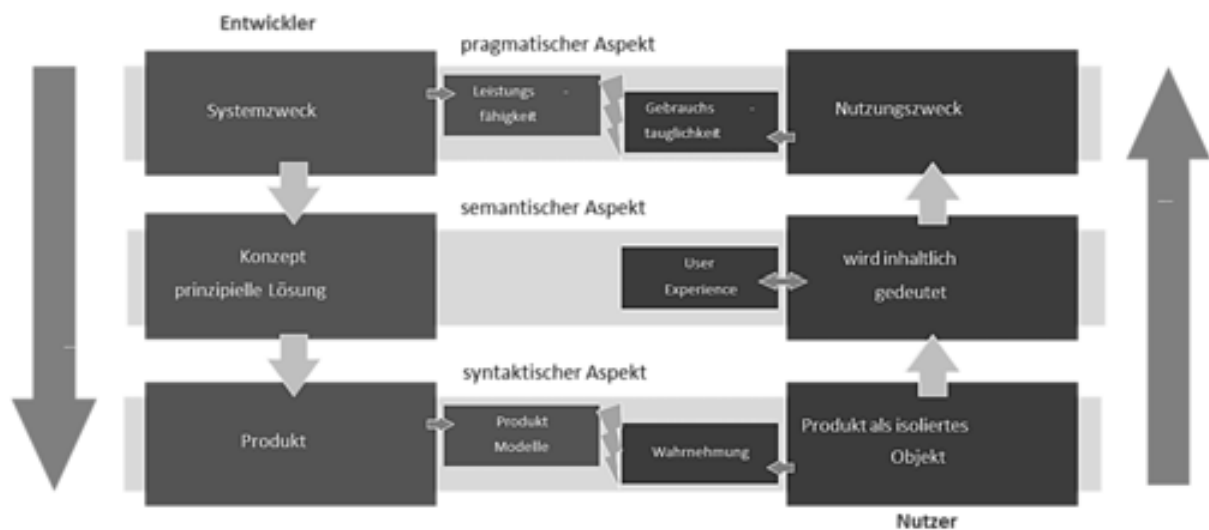 Entwickler
pragmatischer Aspekt
Systemzweck
Leistungs -
fähigkeit
Gebrauchs -
tauglichkeit
Nutzungszweck
semantischer Aspekt
Konzept
prinzipielle Lösung
User
Experience
wird inhaltlich
gedeutet
syntaktischer Aspekt
Produkt
Produkt
Modelle
Wahrnehmung
Produkt als isoliertes
Objekt
Nutzer